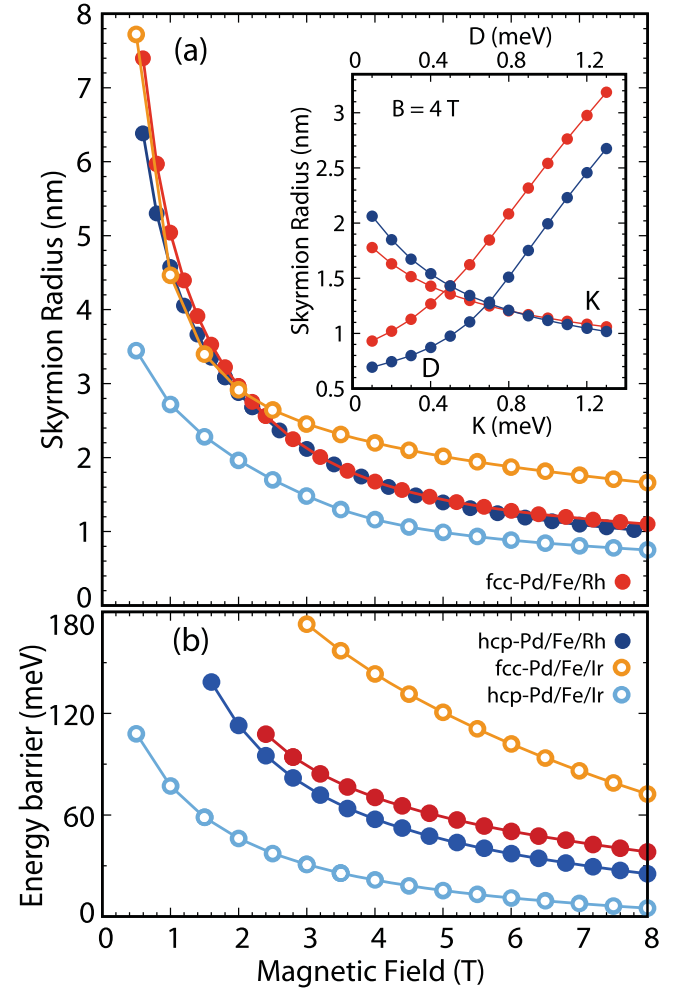 (a)
8
7
6
5
4
3
2
1
0
Skyrmion Radius (nm)
D (meV)
0 0.4 0.8 1.2
B = 4 T
3
2.5
2
1.5
1
0.5
Skyrmion Radius (nm)
K
D
0 0.4 0.8 1.2
K (meV)
fcc-Pd/Fe/Rh
(b)
hcp-Pd/Fe/Rh
fcc-Pd/Fe/Ir
hcp-Pd/Fe/Ir
180
120
60
0
Energy barrier (meV)
0 1 2 3 4 5 6 7 8
Magnetic Field (T)